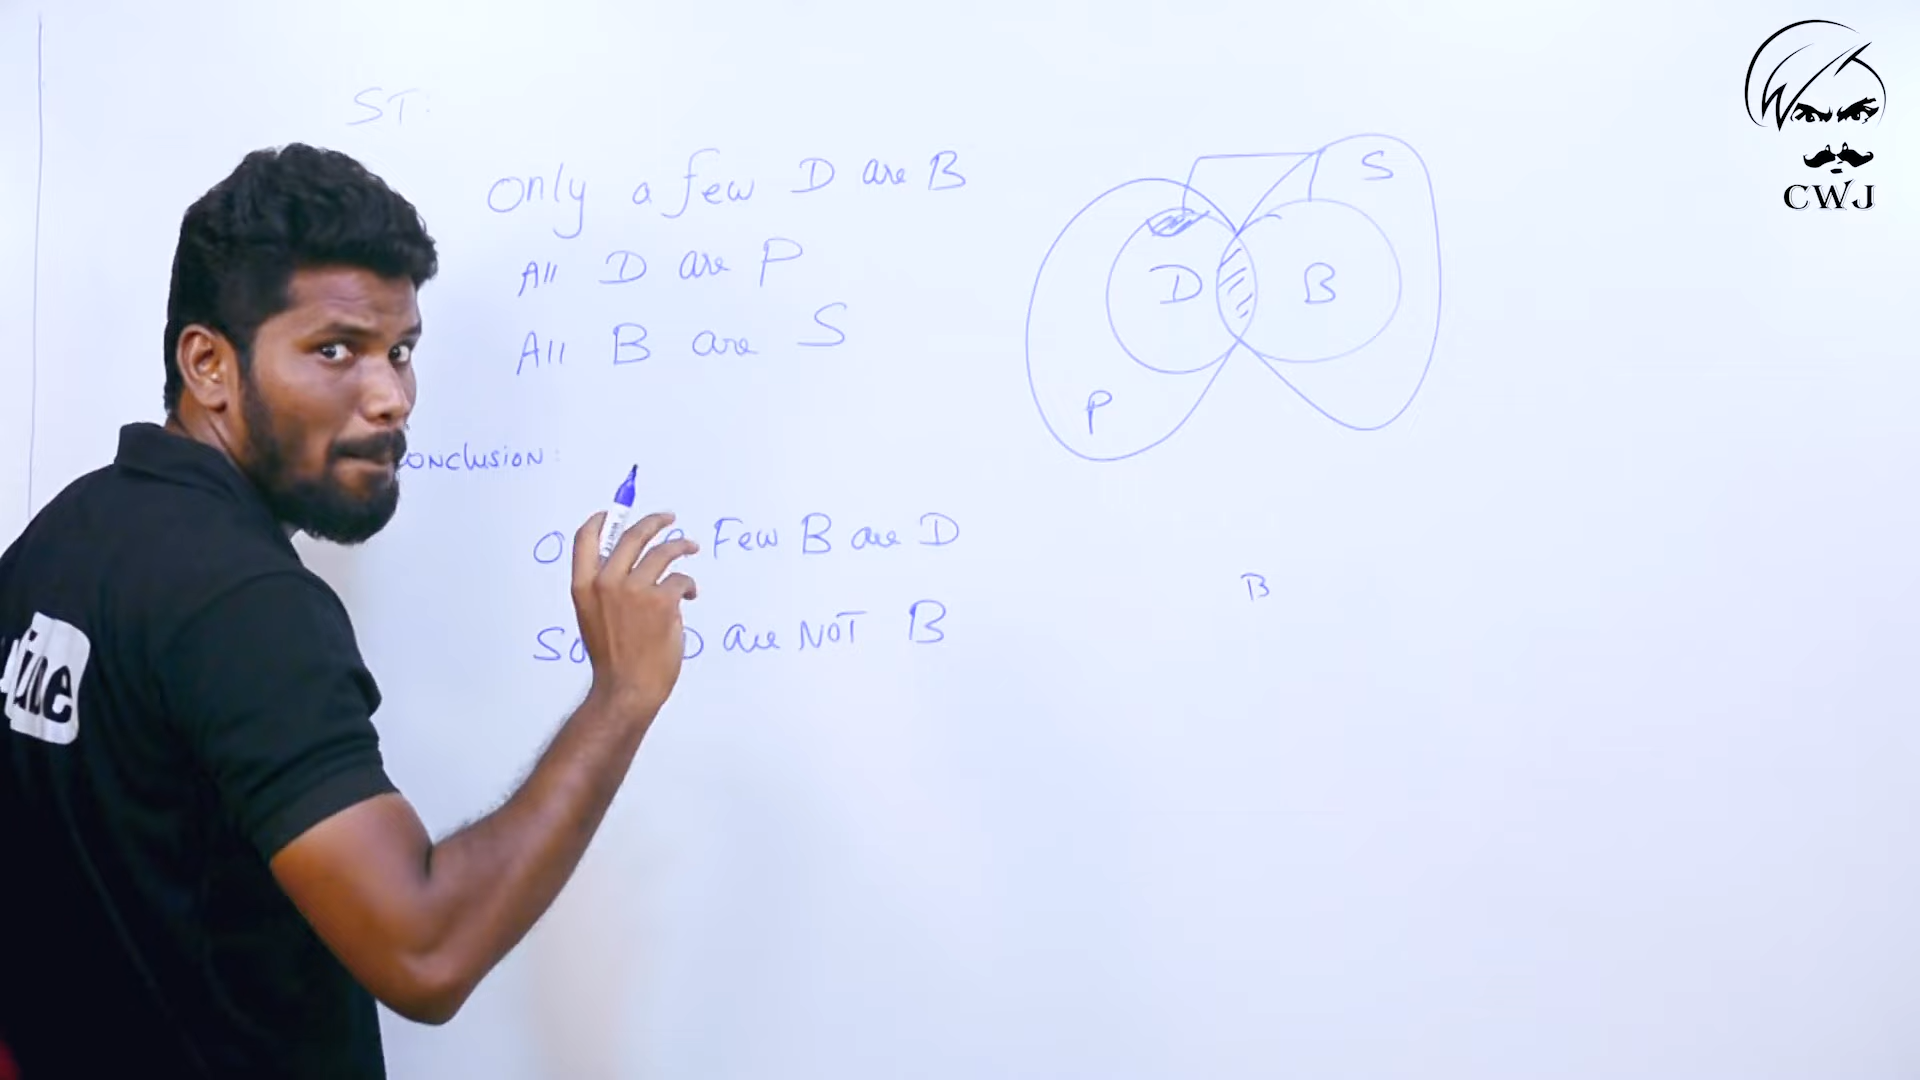 ST:
Only a few D are B
All D are P
All B are S
Conclusion:
a Few B are D
D are NOT B
S
D
B
P
B
CWJ